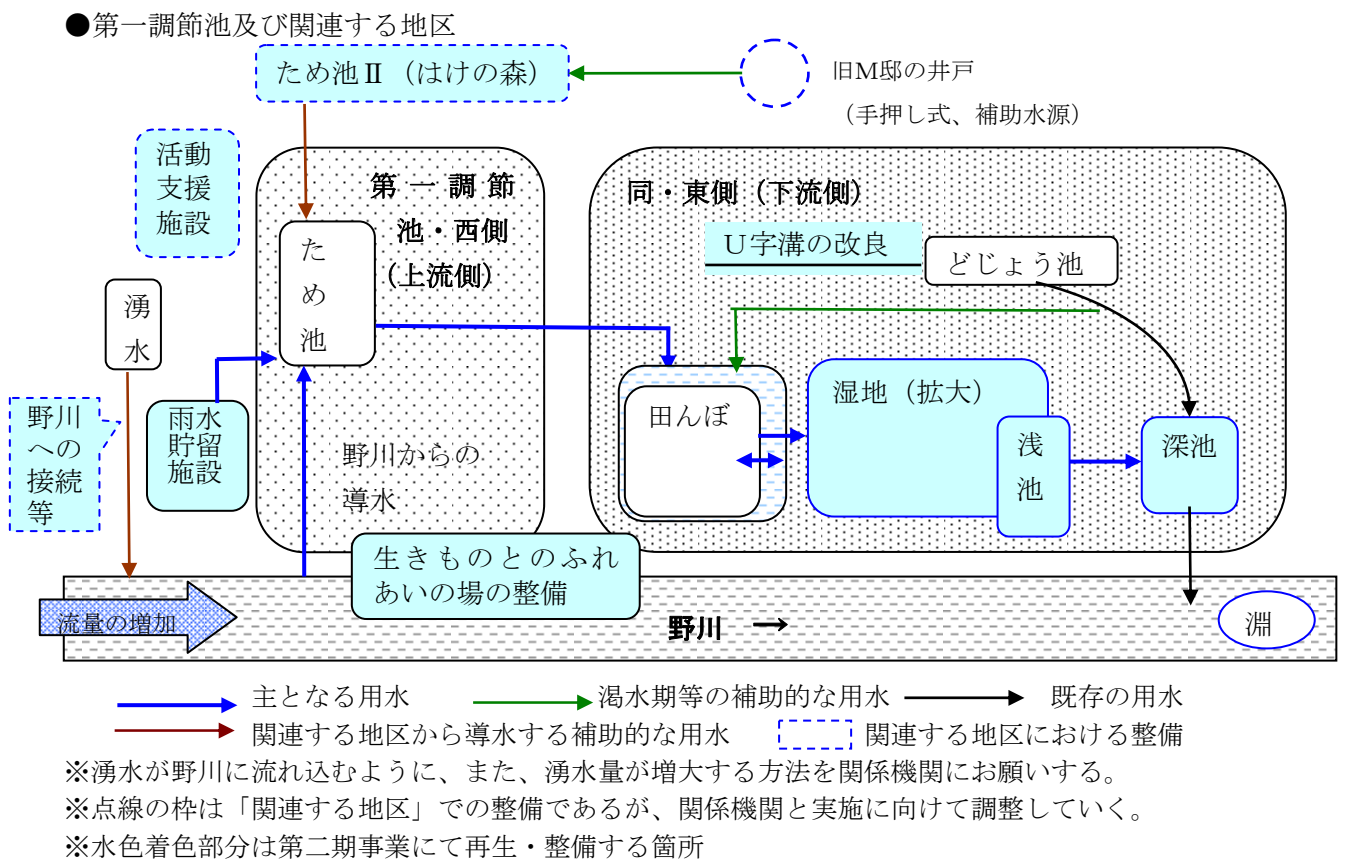 ●第一調節池及び関連する地区
ため池Ⅱ（はけの森）
旧M邸の井戸
（手押し式、補助水源）
活動
支援
施設
第一調節
池・西側
（上流側）
同・東側（下流側）
U字溝の改良
どじょう池
ため池
湧水
野川
への
接続
等
雨水
貯留
施設
野川からの
導水
田んぼ
湿地（拡大）
浅池
深池
生きものとのふれ
あいの場の整備
流量の増加
野川　→
淵
主となる用水
渇水期等の補助的な用水
既存の用水
関連する地区から導水する補助的な用水
関連する地区における整備
※湧水が野川に流れ込むように、また、湧水量が増大する方法を関係機関にお願いする。
※点線の枠は「関連する地区」での整備であるが、関係機関と実施に向けて調整していく。
※水色着色部分は第二期事業にて再生・整備する箇所